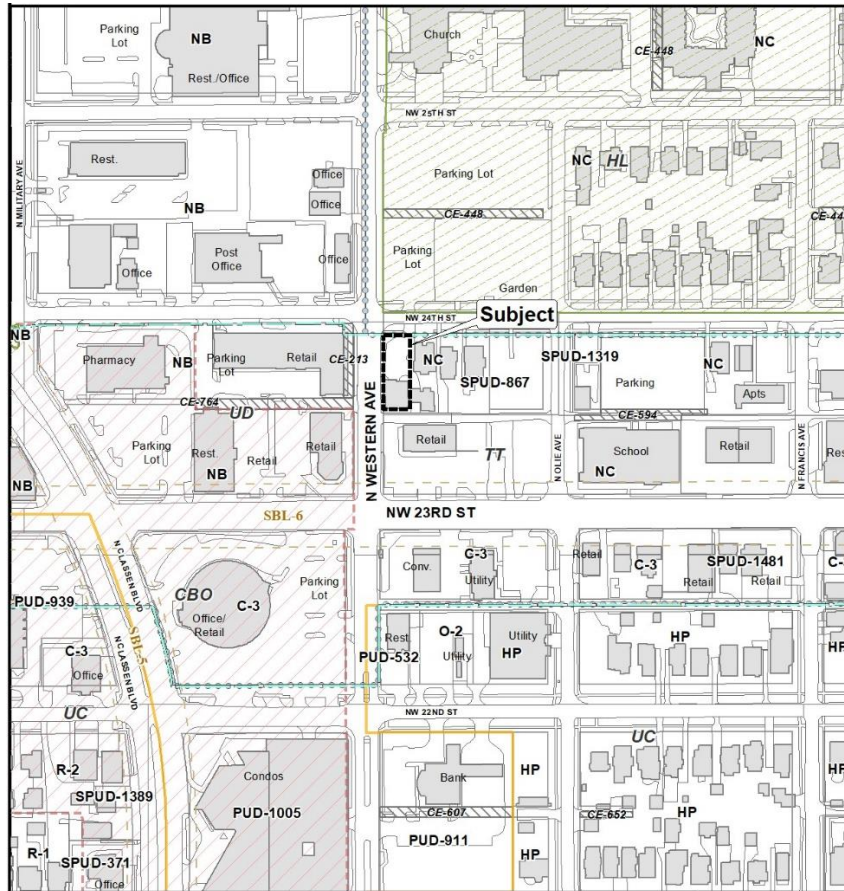 Parking
Lot
NB
Rest./Office
Church
CE-448
NC
NW 25TH ST
N MILITARY AVE
Rest.
NB
Office
Office
Post
Office
Office
Office
Parking Lot
CE-448
Parking
Lot
Garden
NC
HL
NW 24TH ST
Subject
NB
Pharmacy
NB
Parking
Lot
Retail
CE-213
CE-764
UD
Parking
Lot
Rest.
NB
Retail
Retail
NB
N WESTERN AVE
NC
SPUD-867
SPUD-1319
Parking
NC
Apts
CE-594
Retail
TT
N OLIE AVE
School
NC
Retail
N FRANCIS AVE
SBL-6
NW 23RD ST
N CLASSEN BLVD
N CLASSEN BLVD
SBL-5
CBO
Office/
Retail
C-3
Parking
Lot
Conv.
C-3
Utility
Retail
C-3
SPUD-1481
Retail
Retail
PUD-939
C-3
Office
UC
Rest.
PUD-532
O-2
Utility
Utility
HP
HP
HP
NW 22ND ST
UC
R-2
SPUD-1389
R-1
SPUD-371
Office
Condos
PUD-1005
Bank
CE-607
PUD-911
HP
HP
CE-652
HP
HP
HP